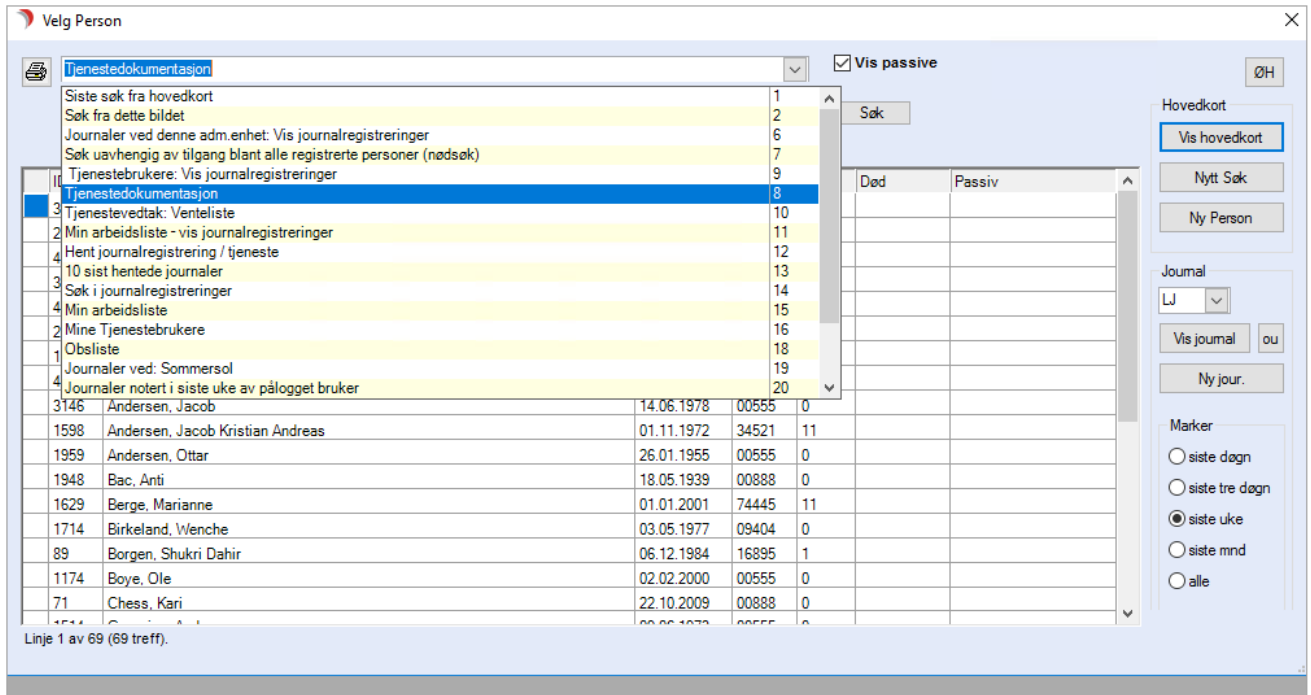 Velg Person
Tjenestedokumentasjon
Vis passive
ØH
Siste søk fra hovedkort 1
Søk fra dette bildet 2
Søk
Hovedkort
Journaler ved denne adm.enhet: Vis journalregistreringer 6
Vis hovedkort
Søk uavhengig av tilgang blant alle registrerte personer (nødsøk) 7
Tjenestebrukere: Vis journalregistreringer 9
Død Passiv
Nytt Søk
Tjenestedokumentasjon 8
Tjenestevedtak: Venteliste 10
Ny Person
Min arbeidsliste - vis journalregistreringer 11
Hent journalregistrering / tjeneste 12
10 sist hentede journaler 13
Journal
Søk i journalregistreringer 14
LJ
Min arbeidsliste 15
Mine Tjenestebrukere 16
Vis journal ou
Obsliste 18
Journaler ved: Sommersol 19
Ny jour.
Journaler notert i siste uke av pålogget bruker 20
3146 Andersen, Jacob 14.06.1978 00555 0
1598 Andersen, Jacob Kristian Andreas 01.11.1972 34521 11
Marker
1959 Andersen, Ottar 26.01.1955 00555 0
siste døgn
1948 Bac, Anti 18.05.1939 00888 0
siste tre døgn
1629 Berge, Marianne 01.01.2001 74445 11
siste uke
1714 Birkeland, Wenche 03.05.1977 09404 0
89 Borgen, Shukri Dahir 06.12.1984 16895 1
siste mnd
1174 Boye, Ole 02.02.2000 00555 0
alle
71 Chess, Kari 22.10.2009 00888 0
Linje 1 av 69 (69 treff).